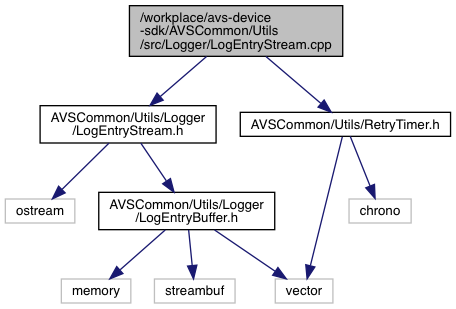 /workplace/avs-device
-sdk/AVSCommon/Utils
/src/Logger/LogEntryStream.cpp
AVSCommon/Utils/Logger
/LogEntryStream.h
AVSCommon/Utils/RetryTimer.h
ostream
AVSCommon/Utils/Logger
/LogEntryBuffer.h
chrono
memory
streambuf
vector